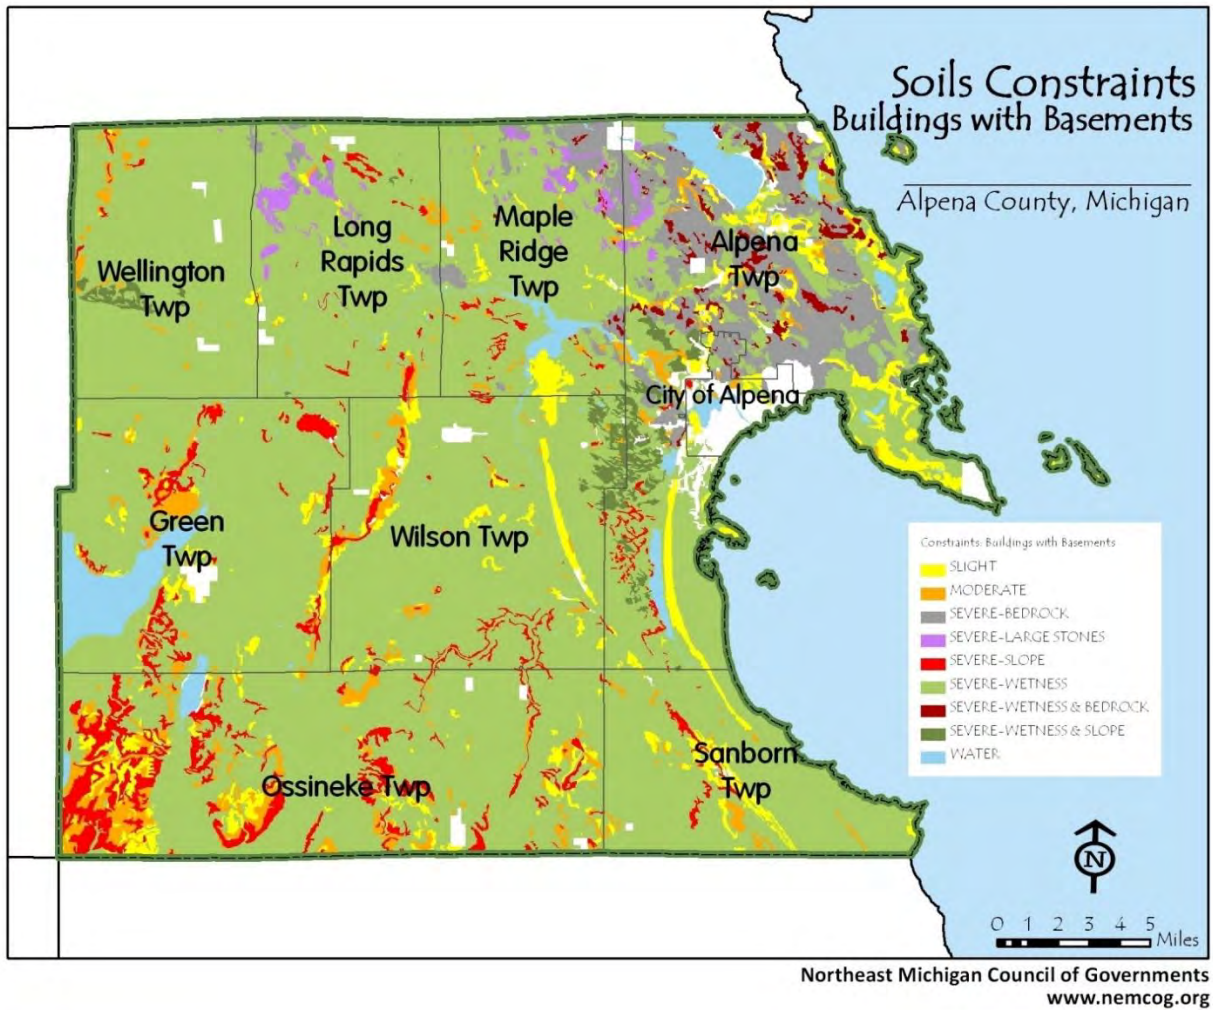 Soils Constraints
Buildings with Basements
Alpena County, Michigan
Wellington
Twp
Long
Rapids
Twp
Maple
Ridge
Twp
Alpena
Twp
City of Alpena
Green
Twp
Wilson Twp
Ossineke Twp
Sanborn
Twp
Constraints: Buildings with Basements
SLIGHT
MODERATE
SEVERE-BEDROCK
SEVERE-LARGE STONES
SEVERE-SLOPE
SEVERE-WETNESS
SEVERE-WETNESS & BEDROCK
SEVERE-WETNESS & SLOPE
WATER
N
0 1 2 3 4 5
Miles
Northeast Michigan Council of Governments
www.nemcog.org